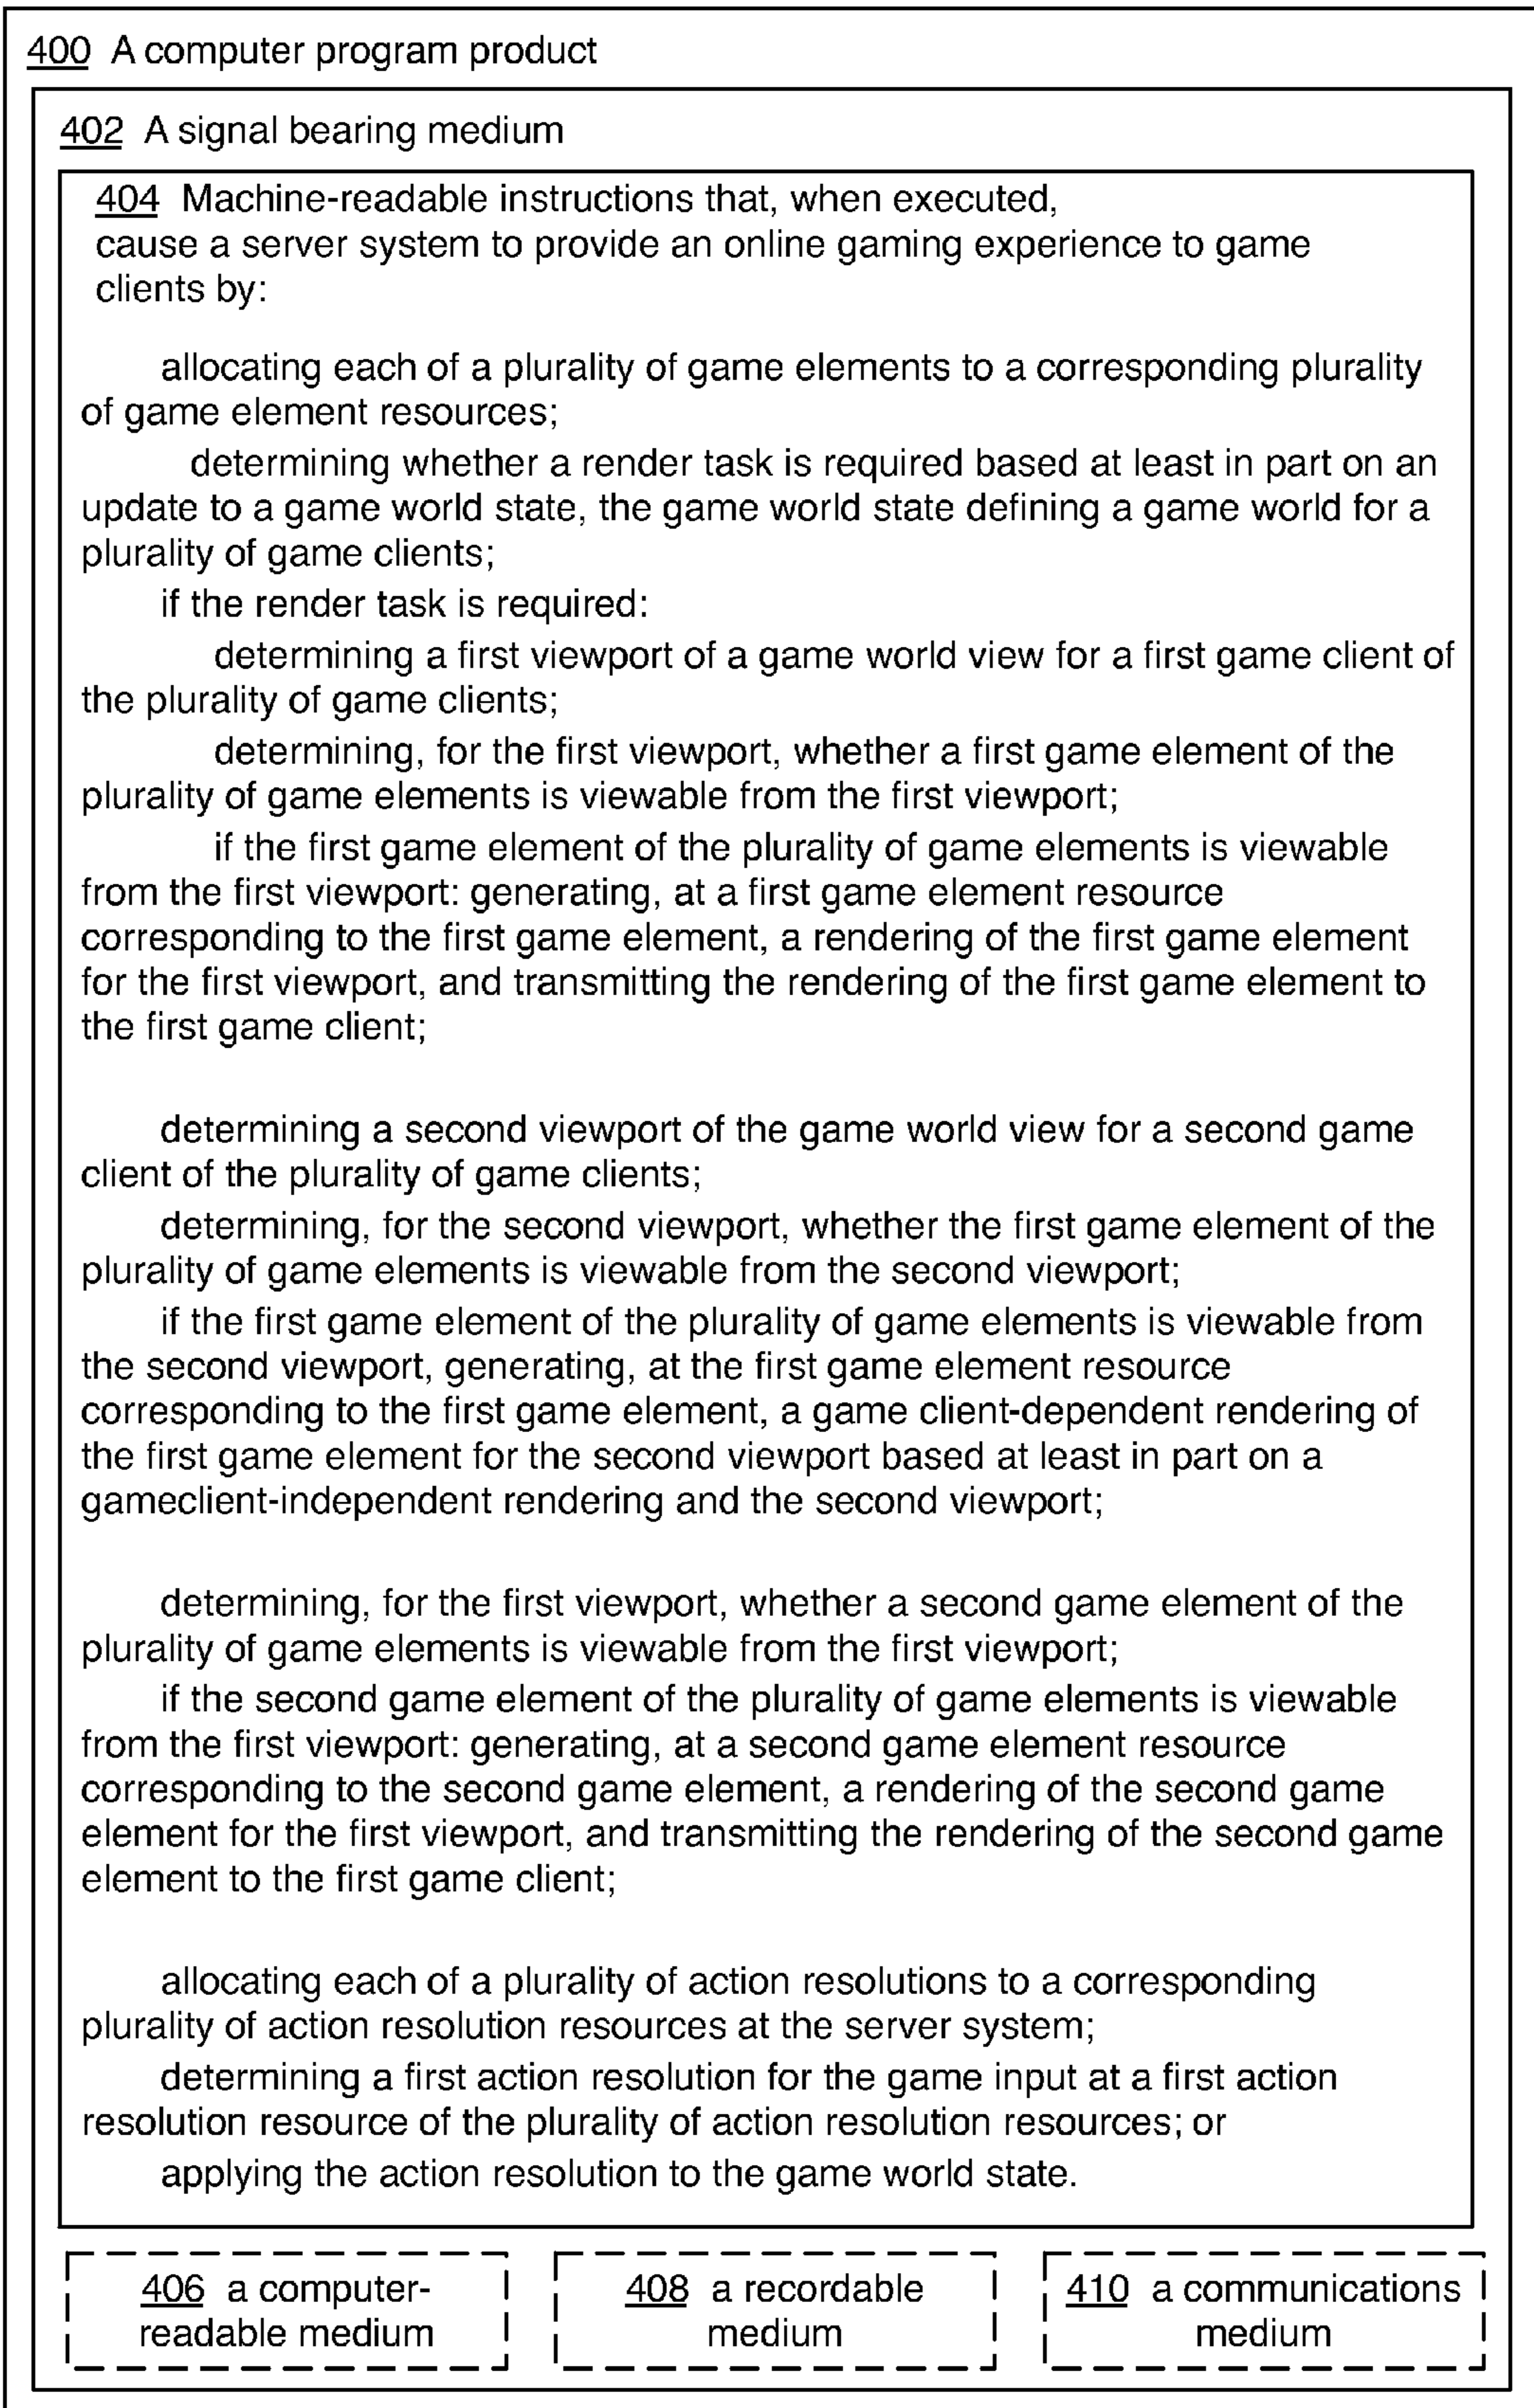 400 A computer program product
402 A signal bearing medium
404 Machine-readable instructions that, when executed,
cause a server system to provide an online gaming experience to game
clients by:
allocating each of a plurality of game elements to a corresponding plurality
of game element resources;
determining whether a render task is required based at least in part on an
update to a game world state, the game world state defining a game world for a
plurality of game clients;
if the render task is required:
determining a first viewport of a game world view for a first game client of
the plurality of game clients;
determining, for the first viewport, whether a first game element of the
plurality of game elements is viewable from the first viewport;
if the first game element of the plurality of game elements is viewable
from the first viewport: generating, at a first game element resource
corresponding to the first game element, a rendering of the first game element
for the first viewport, and transmitting the rendering of the first game element to
the first game client;
determining a second viewport of the game world view for a second game
client of the plurality of game clients;
determining, for the second viewport, whether the first game element of the
plurality of game elements is viewable from the second viewport;
if the first game element of the plurality of game elements is viewable from
the second viewport, generating, at the first game element resource
corresponding to the first game element, a game client-dependent rendering of
the first game element for the second viewport based at least in part on a
gameclient-independent rendering and the second viewport;
determining, for the first viewport, whether a second game element of the
plurality of game elements is viewable from the first viewport;
if the second game element of the plurality of game elements is viewable
from the first viewport: generating, at a second game element resource
corresponding to the second game element, a rendering of the second game
element for the first viewport, and transmitting the rendering of the second game
element to the first game client;
allocating each of a plurality of action resolutions to a corresponding
plurality of action resolution resources at the server system;
determining a first action resolution for the game input at a first action
resolution resource of the plurality of action resolution resources; or
applying the action resolution to the game world state.
406 a computer-
readable medium
408 a recordable
medium
410 a communications
medium